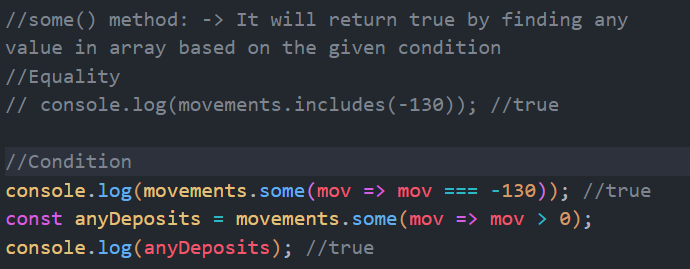 //some() method: -> It will return true by finding any
value in array based on the given condition
//Equality
// console.log(movements.includes(-130)); //true
//Condition
console.log(movements.some(mov => mov === -130)); //true
const anyDeposits = movements.some(mov => mov > 0);
console.log(anyDeposits); //true